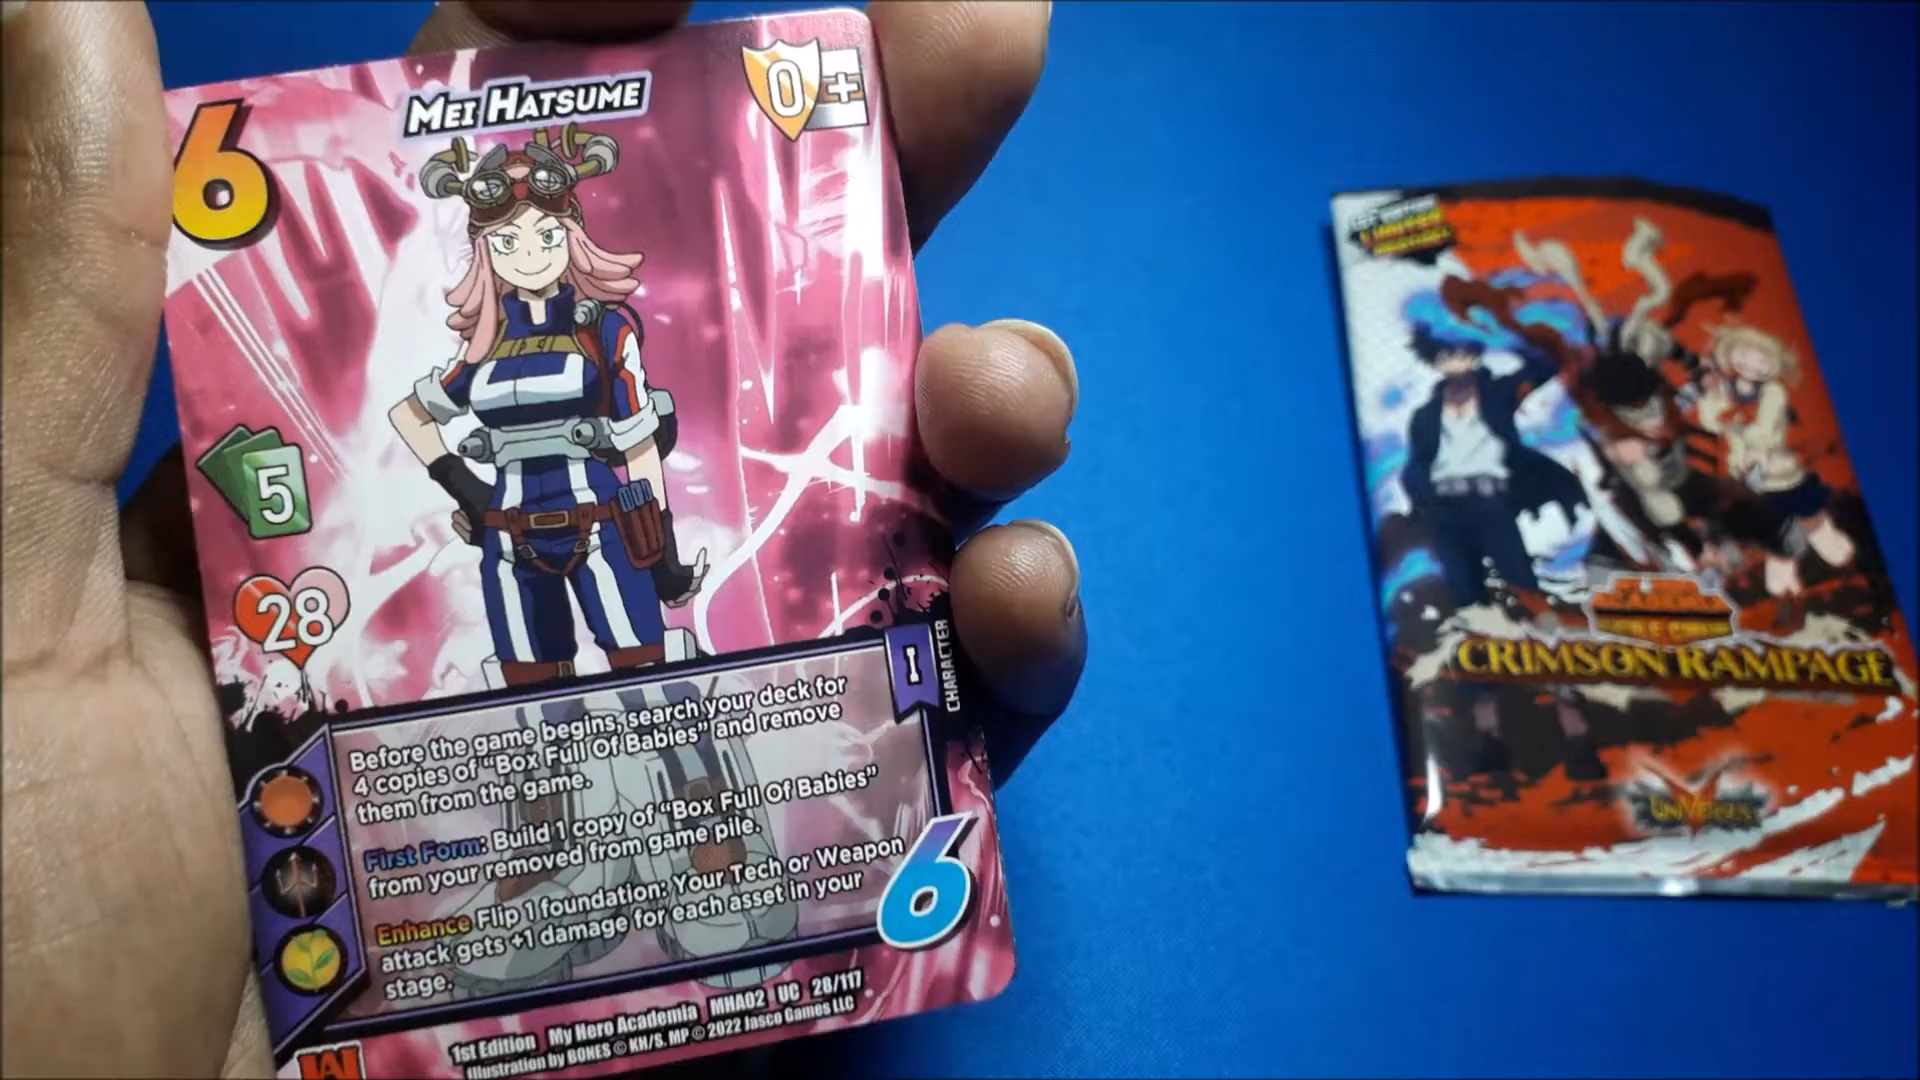 6
MEI HATSUME
0+
5
28
I
CHARACTER
Before the game begins, search your deck for
4 copies of “Box Full Of Babies” and remove
them from the game.
First Form: Build 1 copy of “Box Full Of Babies”
from your removed from game pile.
Enhance Flip 1 foundation: Your Tech or Weapon
attack gets +1 damage for each asset in your
stage.
6
1st Edition My Hero Academia MHA02 UC 28/117
Illustration by BONES © KH/S. MP © 2022 Jasco Games LLC
CRIMSON RAMPAGE
UNIVERSUS